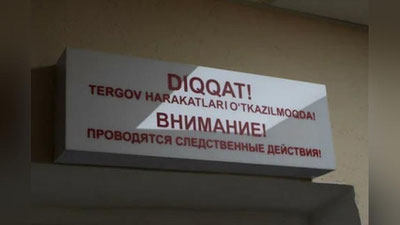 DIQQAT!
TERGOV HARAKATLARI O'TKAZILMOQDA!
ВНИМАНИЕ!
ПРОВОДЯТСЯ СЛЕДСТВЕННЫЕ ДЕЙСТВИЯ!